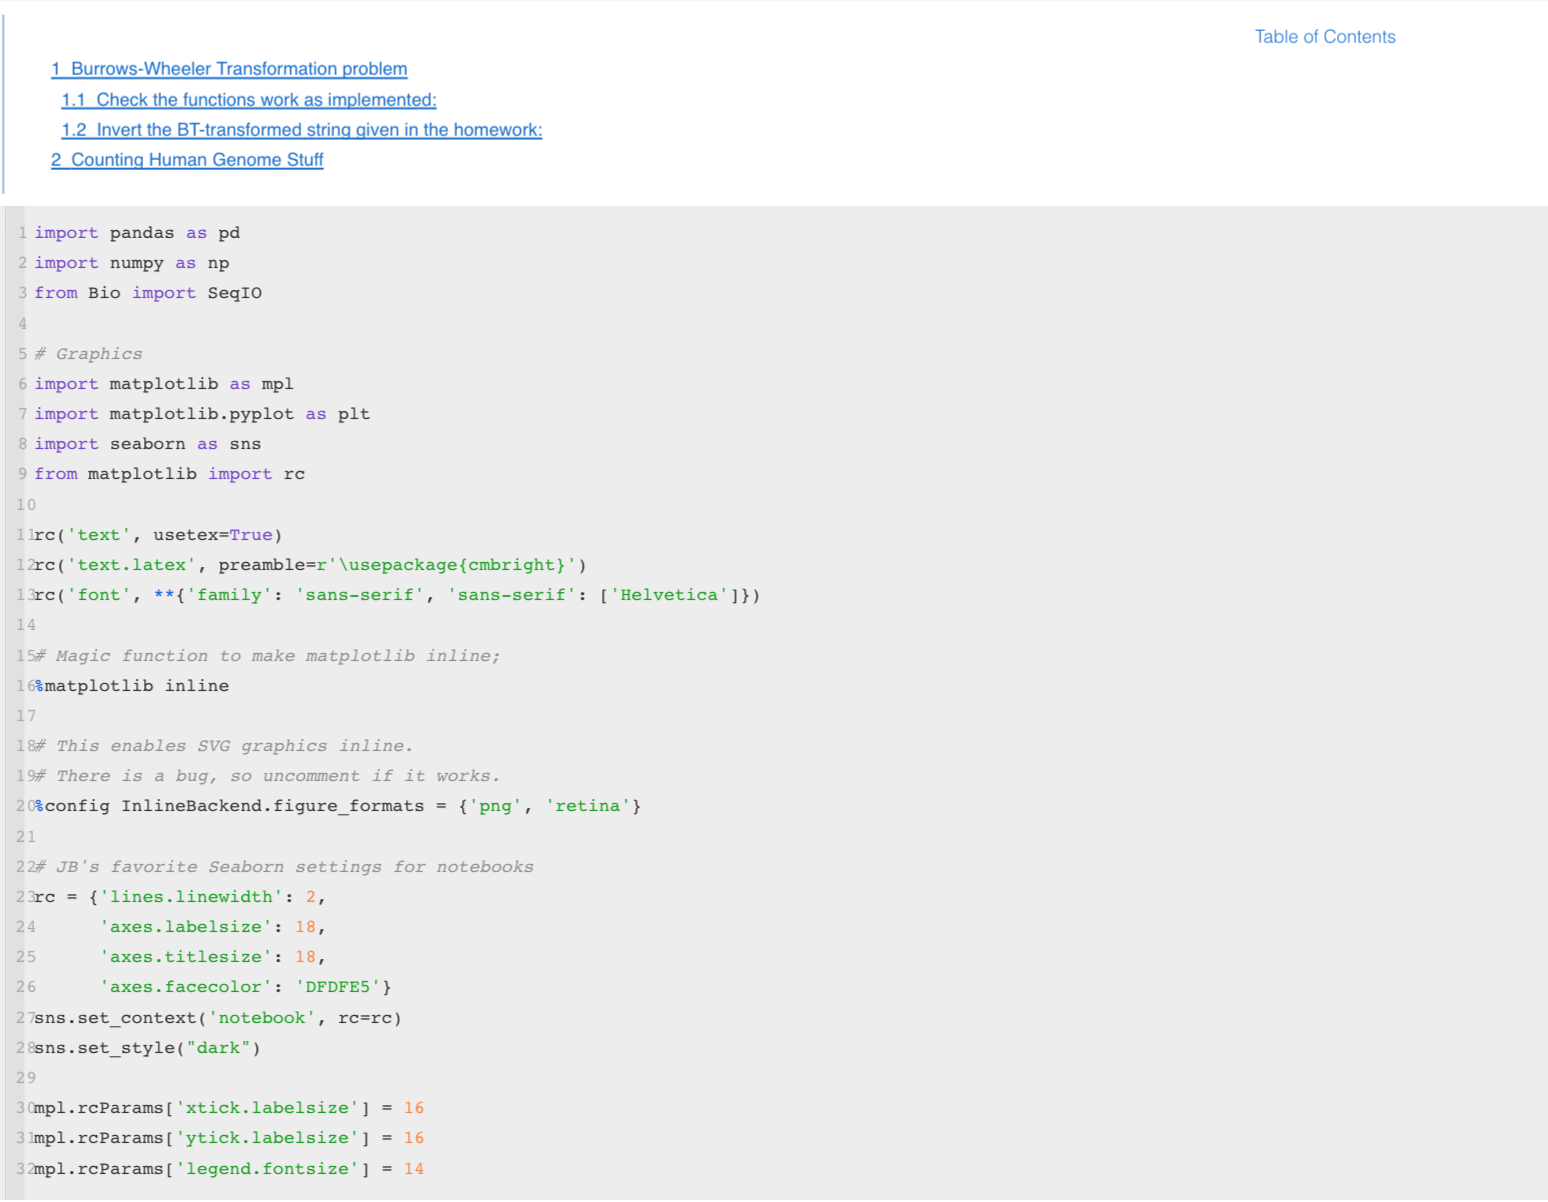 Table of Contents
1 Burrows-Wheeler Transformation problem
1.1 Check the functions work as implemented:
1.2 Invert the BT-transformed string given in the homework:
2 Counting Human Genome Stuff
1 import pandas as pd
2 import numpy as np
3 from Bio import SeqIO
4
5 # Graphics
6 import matplotlib as mpl
7 import matplotlib.pyplot as plt
8 import seaborn as sns
9 from matplotlib import rc
10
11 rc('text', usetex=True)
12 rc('text.latex', preamble=r'\usepackage{cmbright}')
13 rc('font', **{'family': 'sans-serif', 'sans-serif': ['Helvetica']})
14
15 # Magic function to make matplotlib inline;
16 %matplotlib inline
17
18 # This enables SVG graphics inline.
19 # There is a bug, so uncomment if it works.
20 %config InlineBackend.figure_formats = {'png', 'retina'}
21
22 # JB's favorite Seaborn settings for notebooks
23 rc = {'lines.linewidth': 2,
24       'axes.labelsize': 18,
25       'axes.titlesize': 18,
26       'axes.facecolor': 'DFDFE5'}
27 sns.set_context('notebook', rc=rc)
28 sns.set_style("dark")
29
30 mpl.rcParams['xtick.labelsize'] = 16
31 mpl.rcParams['ytick.labelsize'] = 16
32 mpl.rcParams['legend.fontsize'] = 14